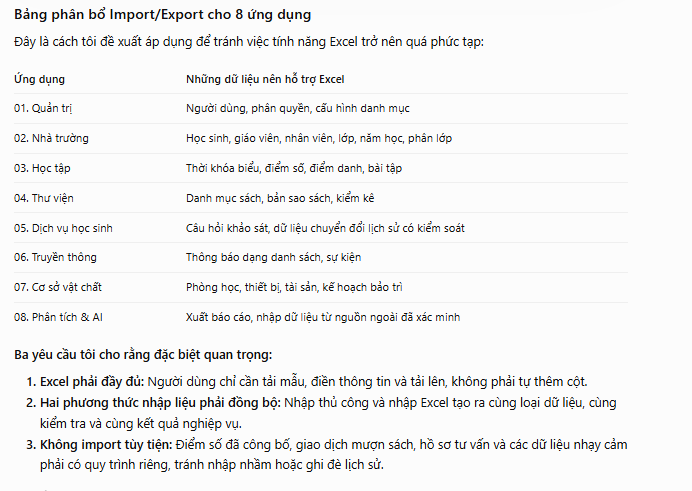 Bảng phân bổ Import/Export cho 8 ứng dụng
Đây là cách tôi đề xuất áp dụng để tránh việc tính năng Excel trở nên quá phức tạp:
Ứng dụng Những dữ liệu nên hỗ trợ Excel
01. Quản trị Người dùng, phân quyền, cấu hình danh mục
02. Nhà trường Học sinh, giáo viên, nhân viên, lớp, năm học, phân lớp
03. Học tập Thời khóa biểu, điểm số, điểm danh, bài tập
04. Thư viện Danh mục sách, bản sao sách, kiểm kê
05. Dịch vụ học sinh Câu hỏi khảo sát, dữ liệu chuyển đổi lịch sử có kiểm soát
06. Truyền thông Thông báo dạng danh sách, sự kiện
07. Cơ sở vật chất Phòng học, thiết bị, tài sản, kế hoạch bảo trì
08. Phân tích & AI Xuất báo cáo, nhập dữ liệu từ nguồn ngoài đã xác minh
Ba yêu cầu tôi cho rằng đặc biệt quan trọng:
1. Excel phải đầy đủ: Người dùng chỉ cần tải mẫu, điền thông tin và tải lên, không phải tự thêm cột.
2. Hai phương thức nhập liệu phải đồng bộ: Nhập thủ công và nhập Excel tạo ra cùng loại dữ liệu, cùng
kiểm tra và cùng kết quả nghiệp vụ.
3. Không import tùy tiện: Điểm số đã công bố, giao dịch mượn sách, hồ sơ tư vấn và các dữ liệu nhạy cảm
phải có quy trình riêng, tránh nhập nhầm hoặc ghi đè lịch sử.